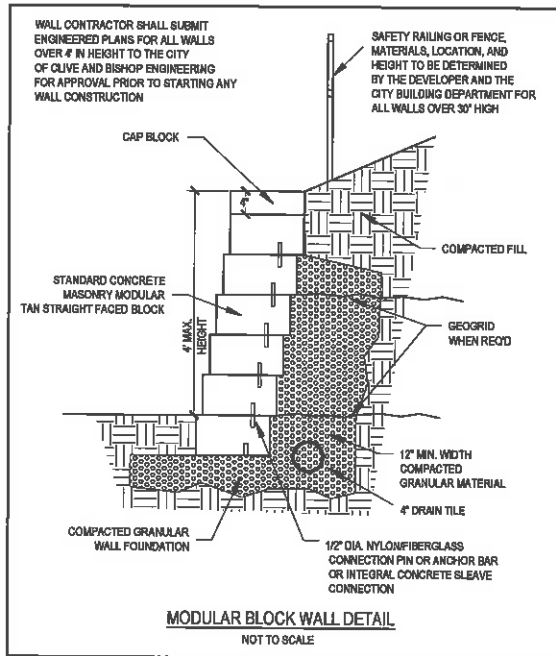 WALL CONTRACTOR SHALL SUBMIT
ENGINEERED PLANS FOR ALL WALLS
OVER 4' IN HEIGHT TO THE CITY
OF CLIVE AND BISHOP ENGINEERING
FOR APPROVAL PRIOR TO STARTING ANY
WALL CONSTRUCTION
SAFETY RAILING OR FENCE,
MATERIALS, LOCATION, AND
HEIGHT TO BE DETERMINED
BY THE DEVELOPER AND THE
CITY BUILDING DEPARTMENT FOR
ALL WALLS OVER 30" HIGH
CAP BLOCK
COMPACTED FILL
STANDARD CONCRETE
MASONRY MODULAR
TAN STRAIGHT FACED BLOCK
4' MAX.
HEIGHT
GEOGRID
WHEN REQ'D
12" MIN. WIDTH
COMPACTED
GRANULAR MATERIAL
4" DRAIN TILE
COMPACTED GRANULAR
WALL FOUNDATION
1/2" DIA. NYLON/FIBERGLASS
CONNECTION PIN OR ANCHOR BAR
OR INTEGRAL CONCRETE SLEAVE
CONNECTION
MODULAR BLOCK WALL DETAIL
NOT TO SCALE